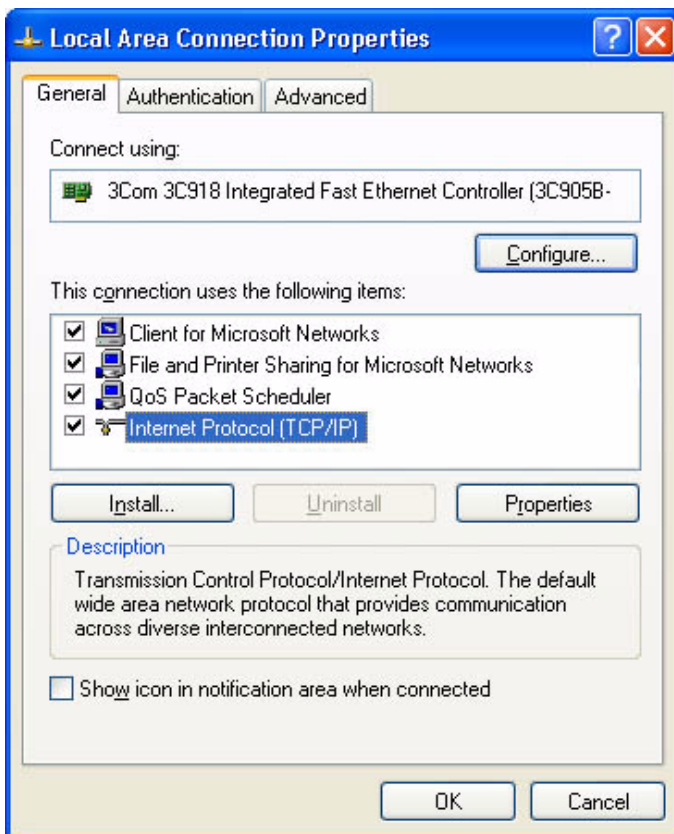 Local Area Connection Properties
General Authentication Advanced
Connect using:
3Com 3C918 Integrated Fast Ethernet Controller (3C905B-
Configure...
This connection uses the following items:
Client for Microsoft Networks
File and Printer Sharing for Microsoft Networks
QoS Packet Scheduler
Internet Protocol (TCP/IP)
Install... Uninstall Properties
Description
Transmission Control Protocol/Internet Protocol. The default
wide area network protocol that provides communication
across diverse interconnected networks.
Show icon in notification area when connected
OK Cancel